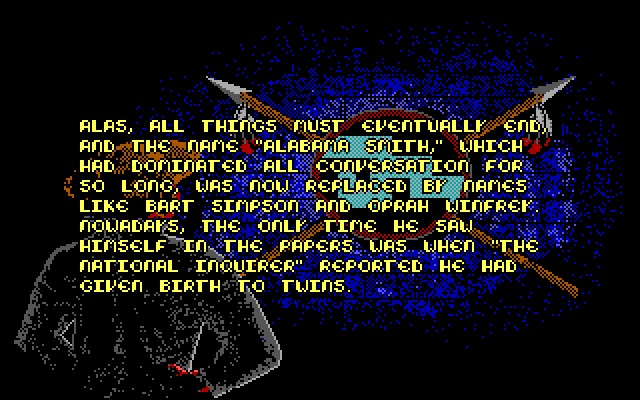 ALAS, ALL THINGS MUST EVENTUALLY END,
AND THE NAME "ALABAMA SMITH," WHICH
HAD DOMINATED ALL CONVERSATION FOR
SO LONG, WAS NOW REPLACED BY NAMES
LIKE BART SIMPSON AND OPRAH WINFREY.
NOWADAYS, THE ONLY TIME HE SAW
HIMSELF IN THE PAPERS WAS WHEN "THE
NATIONAL INQUIRER" REPORTED HE HAD
GIVEN BIRTH TO TWINS.